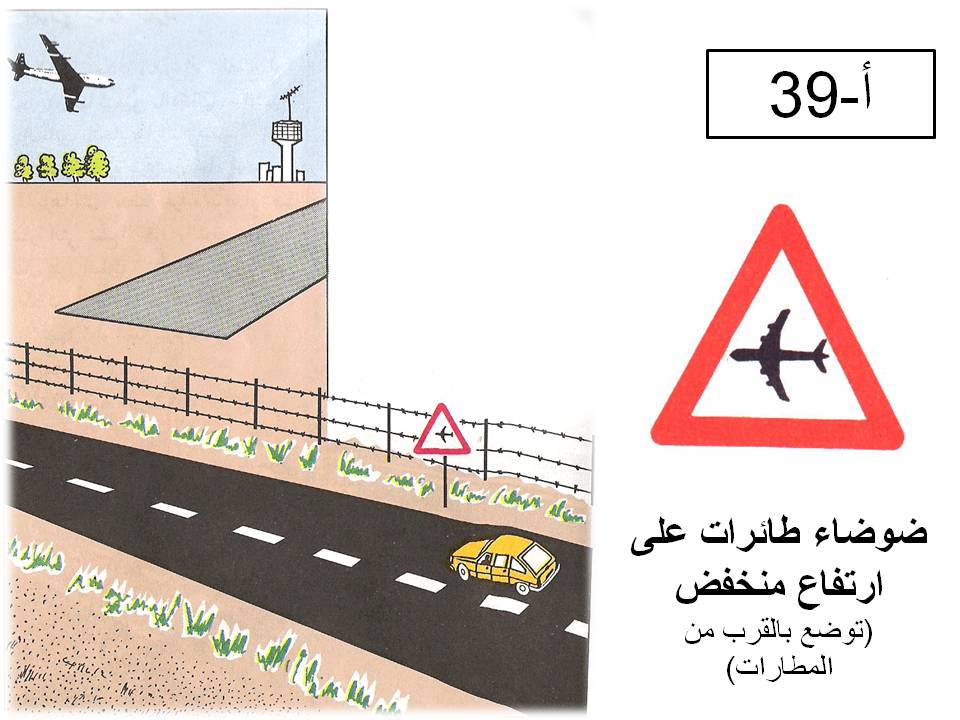 أ-39
ضوضاء طائرات على
ارتفاع منخفض
(توضع بالقرب من
المطارات)